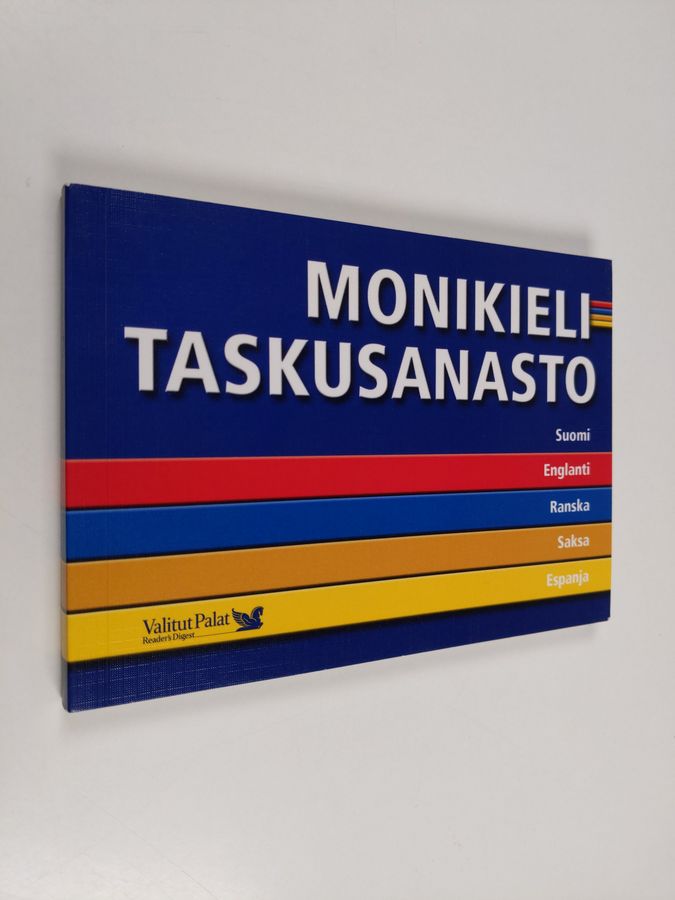 MONIKIELI
TASKUSANASTO
Suomi
Englanti
Ranska
Saksa
Espanja
Valitut Palat
Reader's Digest